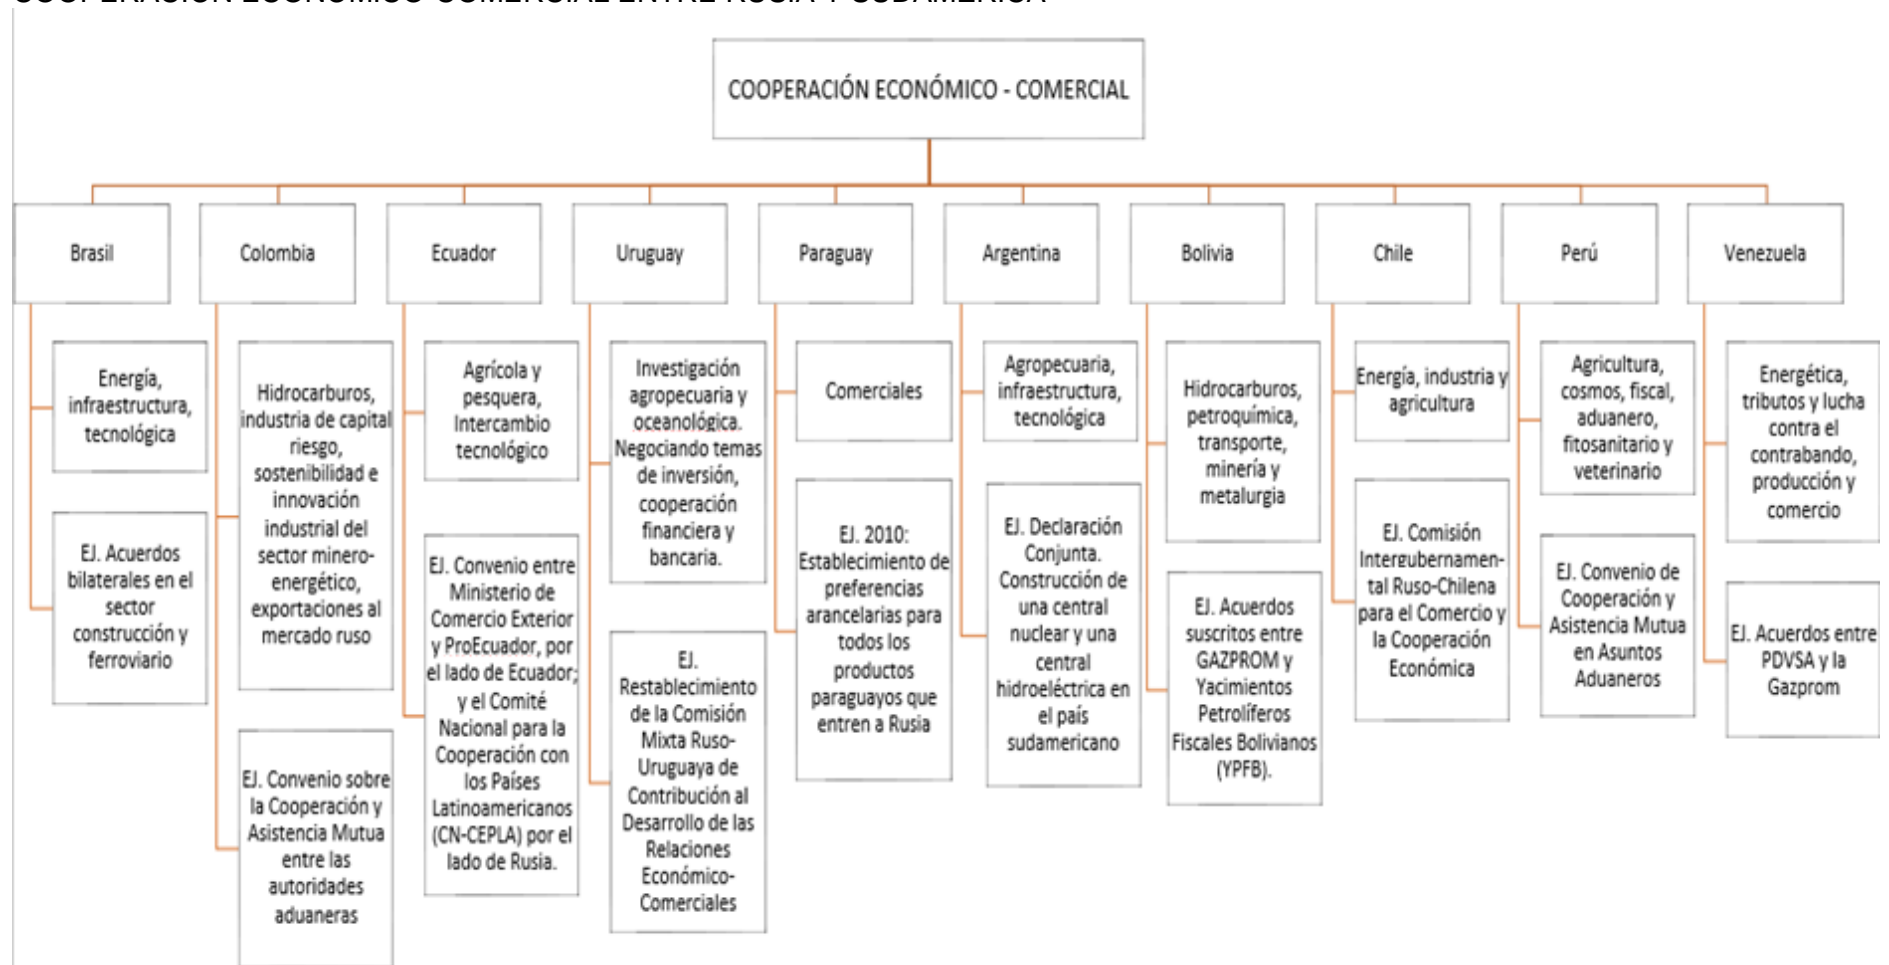 COOPERACIÓN ECONÓMICO-COMERCIAL ENTRE RUSIA Y SUDAMÉRICA
COOPERACIÓN ECONÓMICO - COMERCIAL
Brasil
Energía,
infraestructura,
tecnológica
EJ. Acuerdos
bilaterales en el
sector
construcción y
ferroviario
Colombia
Hidrocarburos,
industria de capital
riesgo,
sostenibilidad e
innovación
industrial del
sector minero-
energético,
exportaciones al
mercado ruso
EJ. Convenio sobre
la Cooperación y
Asistencia Mutua
entre las
autoridades
aduaneras
Ecuador
Agrícola y
pesquera,
Intercambio
tecnológico
EJ. Convenio entre
Ministerio de
Comercio Exterior
y ProEcuador, por
el lado de Ecuador;
y el Comité
Nacional para la
Cooperación con
los Países
Latinoamericanos
(CN-CEPLA) por el
lado de Rusia.
Uruguay
Investigación
agropecuaria y
oceanológica.
Negociando temas
de inversión,
cooperación
financiera y
bancaria.
EJ.
Restablecimiento
de la Comisión
Mixta Ruso-
Uruguaya de
Contribución al
Desarrollo de las
Relaciones
Económico-
Comerciales
Paraguay
Comerciales
EJ. 2010:
Establecimiento de
preferencias
arancelarias para
todos los
productos
paraguayos que
entren a Rusia
Argentina
Agropecuaria,
infraestructura,
tecnológica
EJ. Declaración
Conjunta.
Construcción de
una central
nuclear y una
central
hidroeléctrica en
el país
sudamericano
Bolivia
Hidrocarburos,
petroquímica,
transporte,
minería y
metalurgia
EJ. Acuerdos
suscritos entre
GAZPROM y
Yacimientos
Petrolíferos
Fiscales Bolivianos
(YPFB).
Chile
Energía, industria y
agricultura
EJ. Comisión
Intergubernamen-
tal Ruso-Chilena
para el Comercio y
la Cooperación
Económica
Perú
Agricultura,
cosmos, fiscal,
aduanero,
fitosanitario y
veterinario
EJ. Convenio de
Cooperación y
Asistencia Mutua
en Asuntos
Aduaneros
Venezuela
Energética,
tributos y lucha
contra el
contrabando,
producción y
comercio
EJ. Acuerdos entre
PDVSA y la
Gazprom